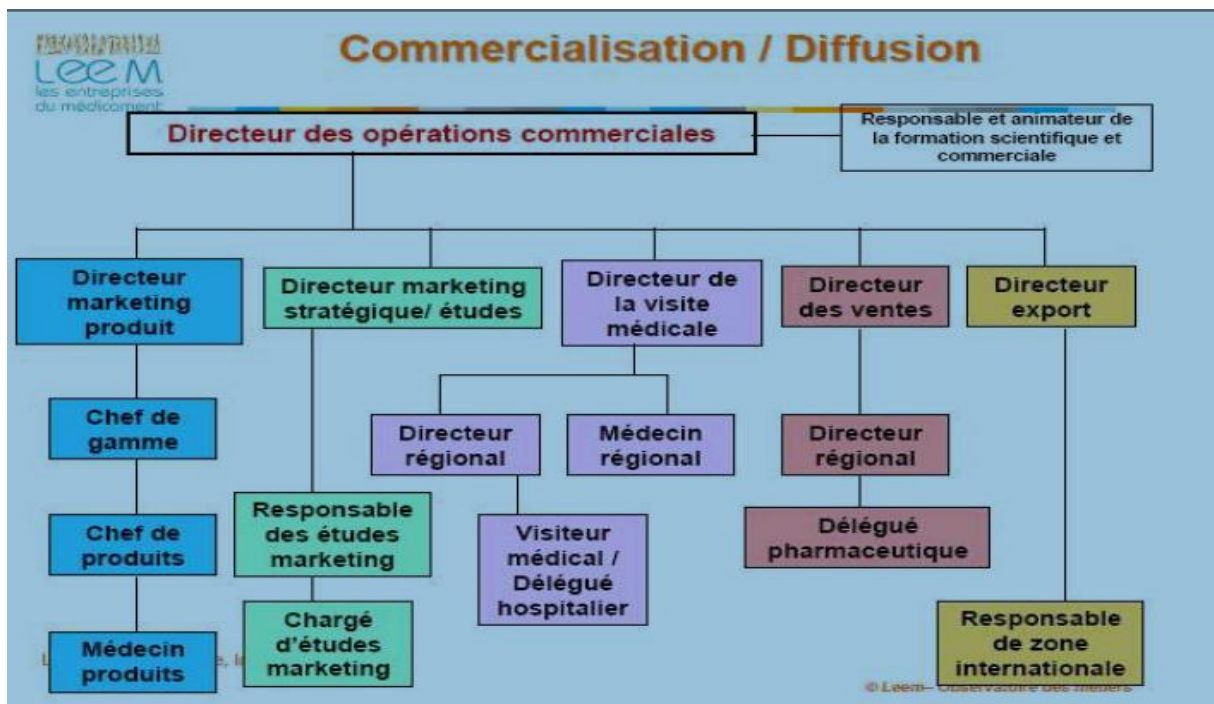 LEEM
les entreprises
du médicament
Commercialisation / Diffusion
Directeur des opérations commerciales
Responsable et animateur de
la formation scientifique et
commerciale
Directeur
marketing
produit
Directeur marketing
stratégique/ études
Directeur de
la visite
médicale
Directeur
des ventes
Directeur
export
Chef de
gamme
Directeur
régional
Médecin
régional
Directeur
régional
Chef de
produits
Responsable
des études
marketing
Visiteur
médical /
Délégué
hospitalier
Délégué
pharmaceutique
Médecin
produits
Chargé
d'études
marketing
Responsable
de zone
internationale
© Leem– Observatoire des métiers